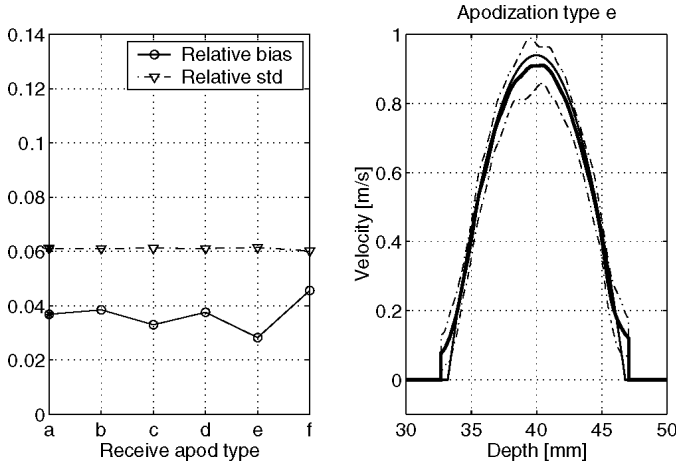 0.14
0.12
0.1
0.08
0.06
0.04
0.02
0
a b c d e f
Receive apod type
Relative bias
Relative std
Apodization type e
1
0.8
0.6
0.4
0.2
0
Velocity [m/s]
30 35 40 45 50
Depth [mm]